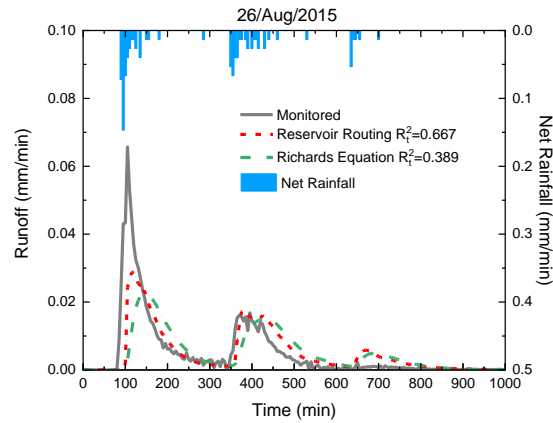 26/Aug/2015
0.10
0.08
0.06
0.04
0.02
0.00
Runoff (mm/min)
Monitored
Reservoir Routing R_t^2=0.667
Richards Equation R_t^2=0.389
Net Rainfall
0.0
0.1
0.2
0.3
0.4
0.5
Net Rainfall (mm/min)
0 100 200 300 400 500 600 700 800 900 1000
Time (min)